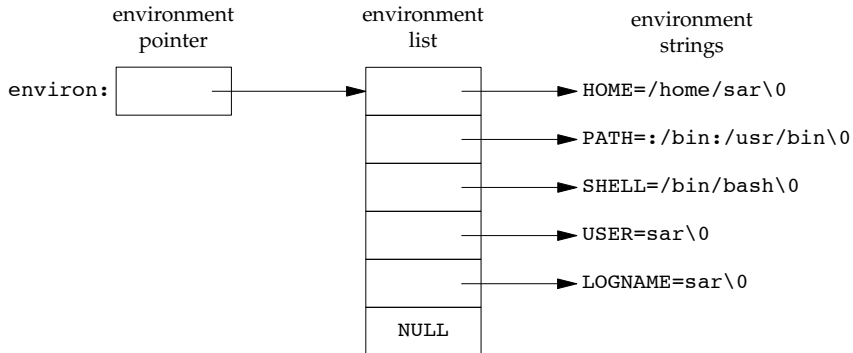 environment
pointer
environment
list
environment
strings
environ:
HOME=/home/sar\0
PATH=:/bin:/usr/bin\0
SHELL=/bin/bash\0
USER=sar\0
LOGNAME=sar\0
NULL